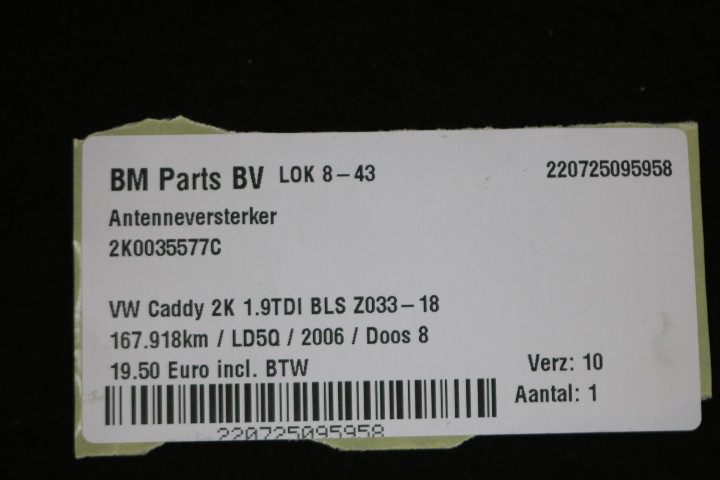 BM Parts BV LOK 8-43 220725095958
Antenneversterker
2K0035577C
VW Caddy 2K 1.9TDI BLS Z033-18
167.918km / LD5Q / 2006 / Doos 8
19.50 Euro incl. BTW
Verz: 10
Aantal: 1
220725095958